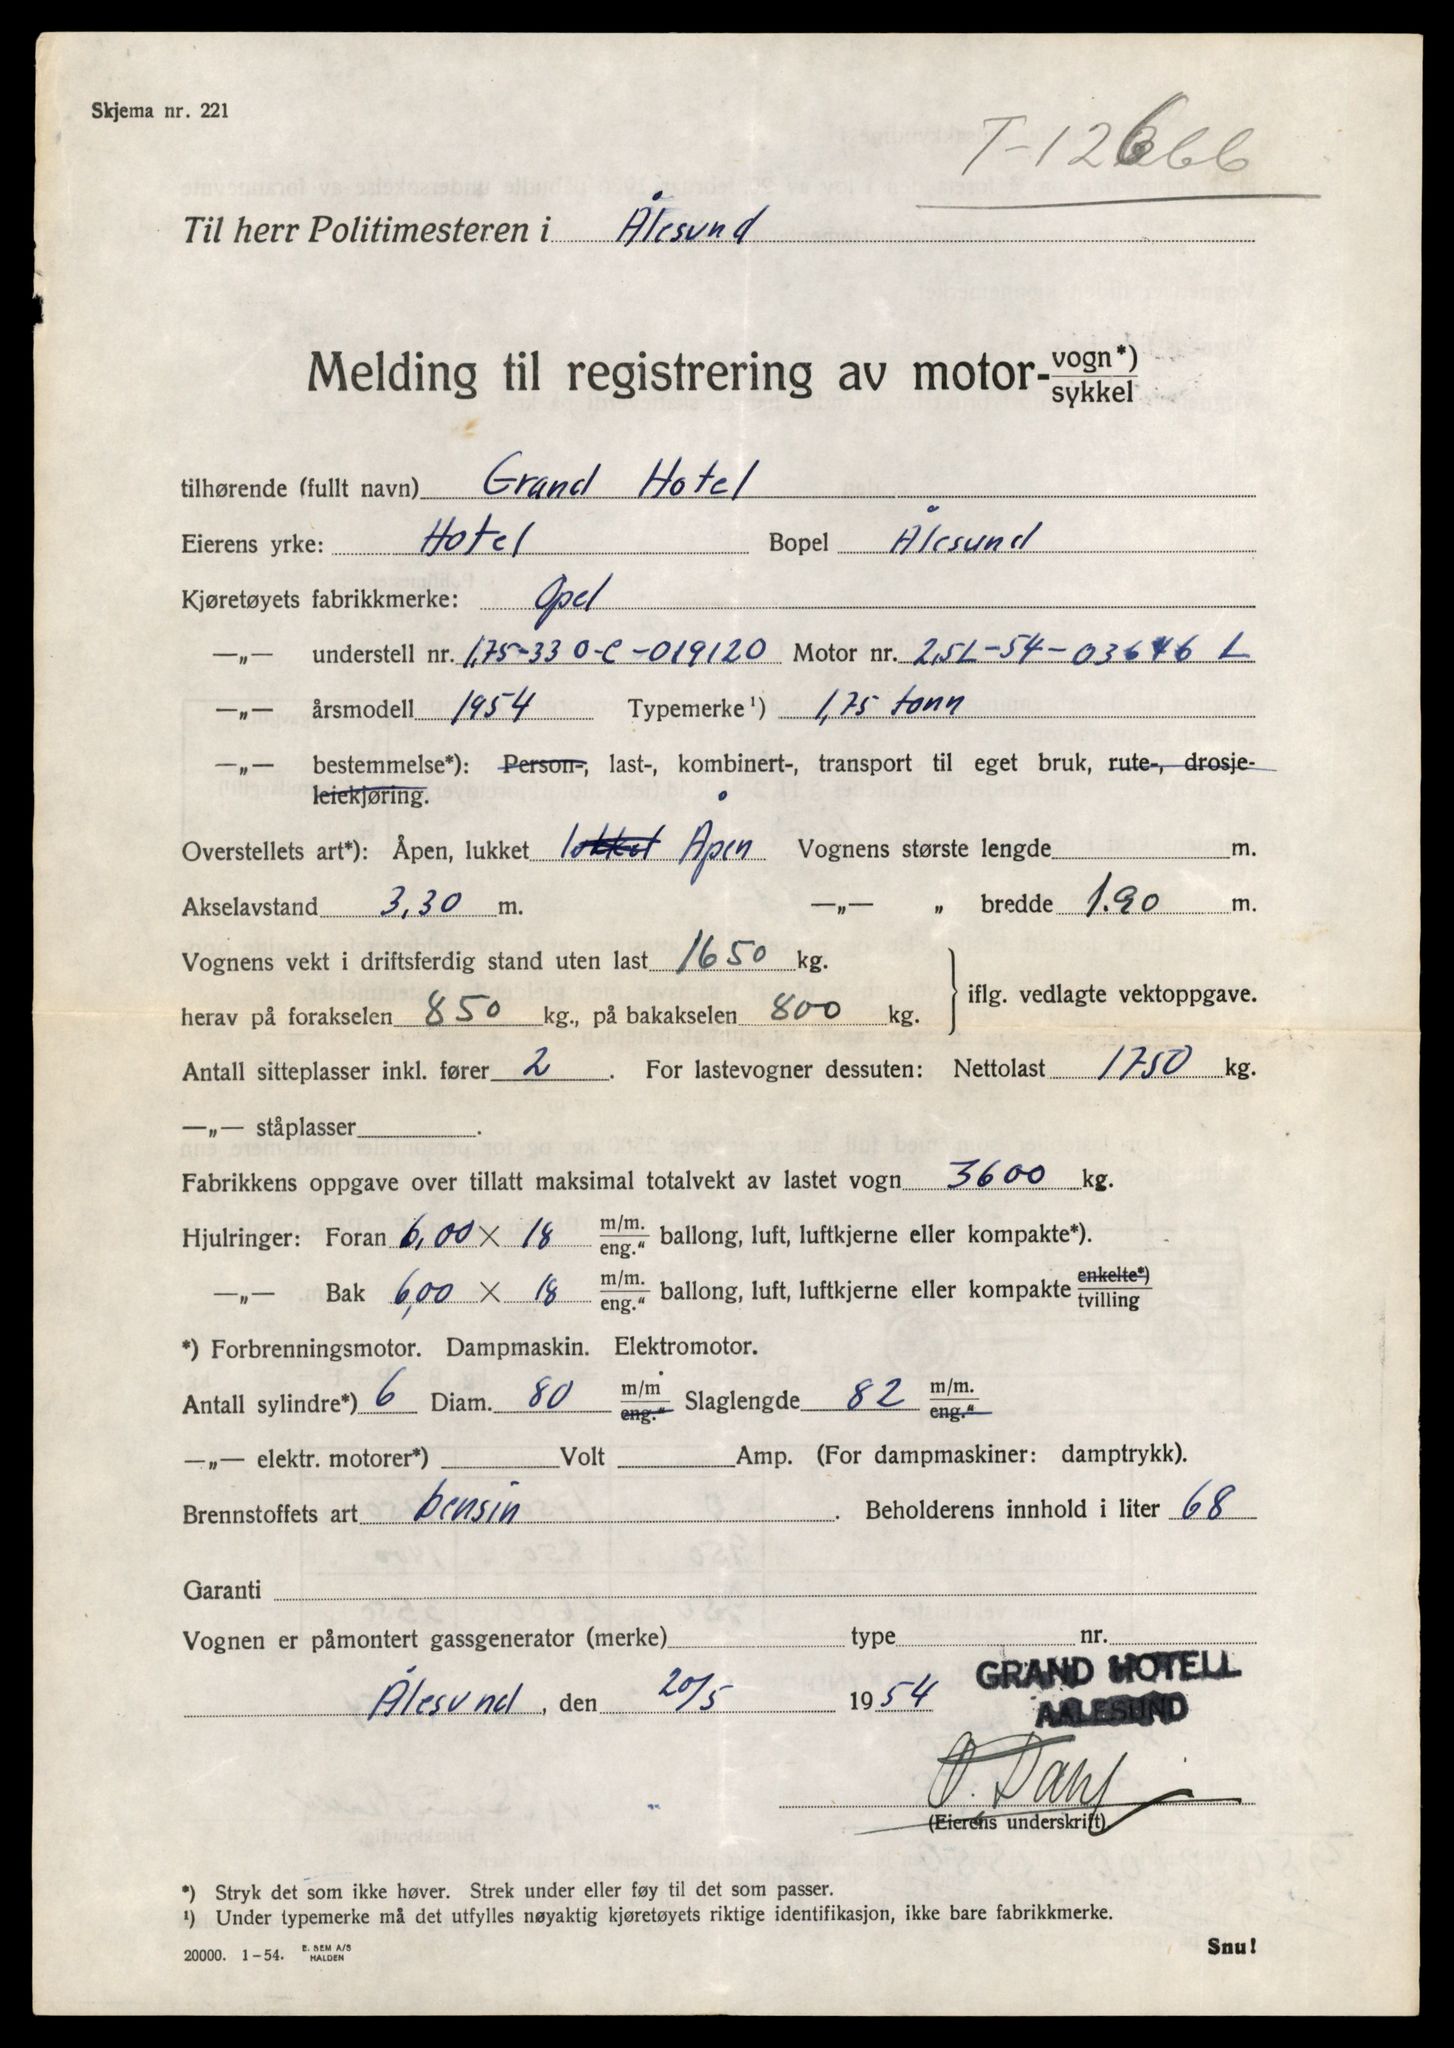 Skjema nr. 221
T-12666
Til herr Politimesteren i Ålesund
Melding til registrering av motor-vogn*)
sykkel
tilhørende (fullt navn) Grand Hotel
Eierens yrke: Hotel Bopel Ålesund
Kjøretøyets fabrikkmerke: Opel
—„— understell nr. 1,75-330-C-019120 Motor nr. 2,5L-54-03646 L
—„— årsmodell 1954 Typemerke¹) 1,75 tonn
—„— bestemmelse*): Person-, last-, kombinert-, transport til eget bruk, rute-, drosje-
leiekjøring.
Overstellets art*): Åpen, lukket lukket Åpen Vognens største lengde m.
Akselavstand 3,30 m. —„— „ bredde 1.90 m.
Vognens vekt i driftsferdig stand uten last 1650 kg.
herav på forakselen 850 kg., på bakakselen 800 kg. iflg. vedlagte vektoppgave.
Antall sitteplasser inkl. fører 2. For lastevogner dessuten: Nettolast 1750 kg.
—„— ståplasser .
Fabrikkens oppgave over tillatt maksimal totalvekt av lastet vogn 3600 kg.
Hjulringer: Foran 6,00 x 18 m/m. eng.“ ballong, luft, luftkjerne eller kompakte*).
—„— Bak 6,00 x 18 m/m. eng.“ ballong, luft, luftkjerne eller kompakte enkelte*) tvilling
*) Forbrenningsmotor. Dampmaskin. Elektromotor.
Antall sylindre*) 6 Diam. 80 m/m eng.“ Slaglengde 82 m/m. eng.“
—„— elektr. motorer*) Volt Amp. (For dampmaskiner: damptrykk).
Brennstoffets art bensin . Beholderens innhold i liter 68
Garanti
Vognen er påmontert gassgenerator (merke) type nr.
GRAND HOTELL
AALESUND
Ålesund, den 20/5 1954
O. Dahl
(Eierens underskrift)
*) Stryk det som ikke høver. Strek under eller føy til det som passer.
¹) Under typemerke må det utfylles nøyaktig kjøretøyets riktige identifikasjon, ikke bare fabrikkmerke.
20000. 1-54. E. SEM A/S HALDEN
Snu!